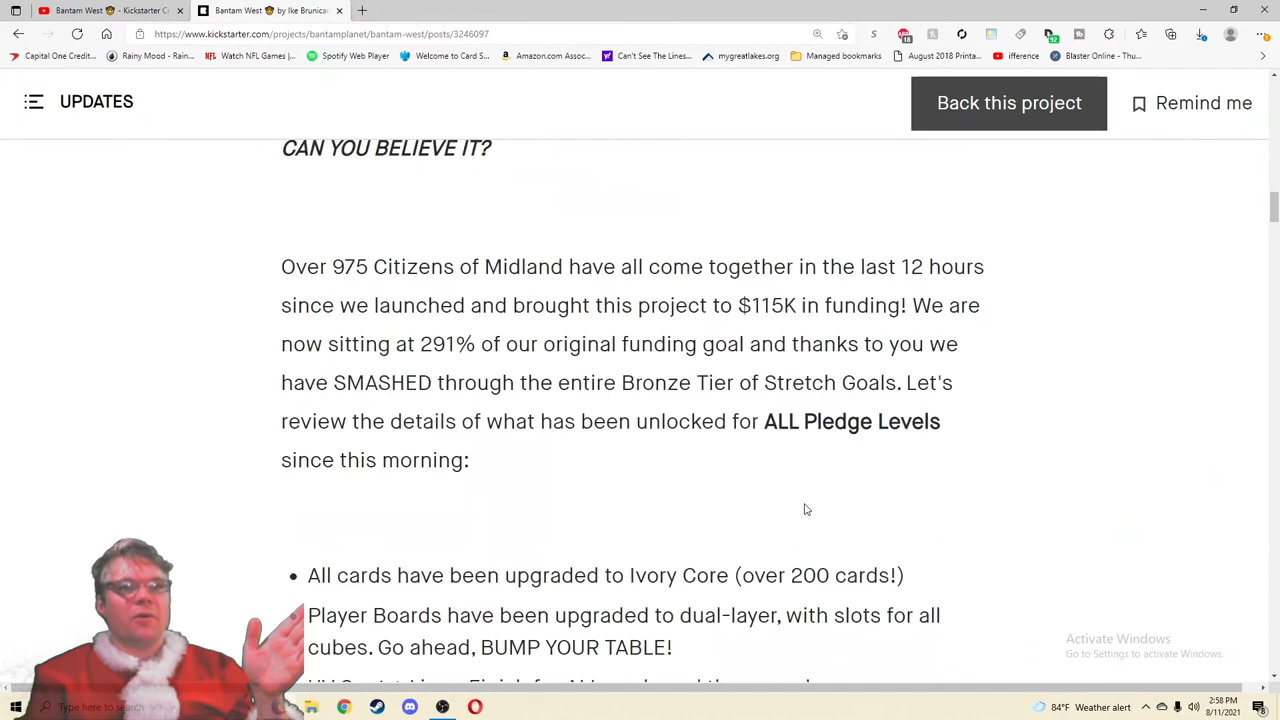 Bantam West 🤠 - Kickstarter C
Bantam West 🤠 by Ike Brunicar
https://www.kickstarter.com/projects/bantamplanet/bantam-west/posts/3246097
18
92
Capital One Credit...
Rainy Mood - Rainy...
Watch NFL Games |...
Spotify Web Player
Welcome to Card S...
Amazon.com Assoc...
Can't See The Lines...
mygreatlakes.org
Managed bookmarks
August 2018 Printa...
ifference
Blaster Online - Thu...
UPDATES
Back this project
Remind me
CAN YOU BELIEVE IT?
Over 975 Citizens of Midland have all come together in the last 12 hours
since we launched and brought this project to $115K in funding! We are
now sitting at 291% of our original funding goal and thanks to you we
have SMASHED through the entire Bronze Tier of Stretch Goals. Let's
review the details of what has been unlocked for ALL Pledge Levels
since this morning:
• All cards have been upgraded to Ivory Core (over 200 cards!)
Player Boards have been upgraded to dual-layer, with slots for all
cubes. Go ahead, BUMP YOUR TABLE!
Activate Windows
Go to Settings to activate Windows.
Type here to search
84°F Weather alert
2:58 PM
8/11/2021
8